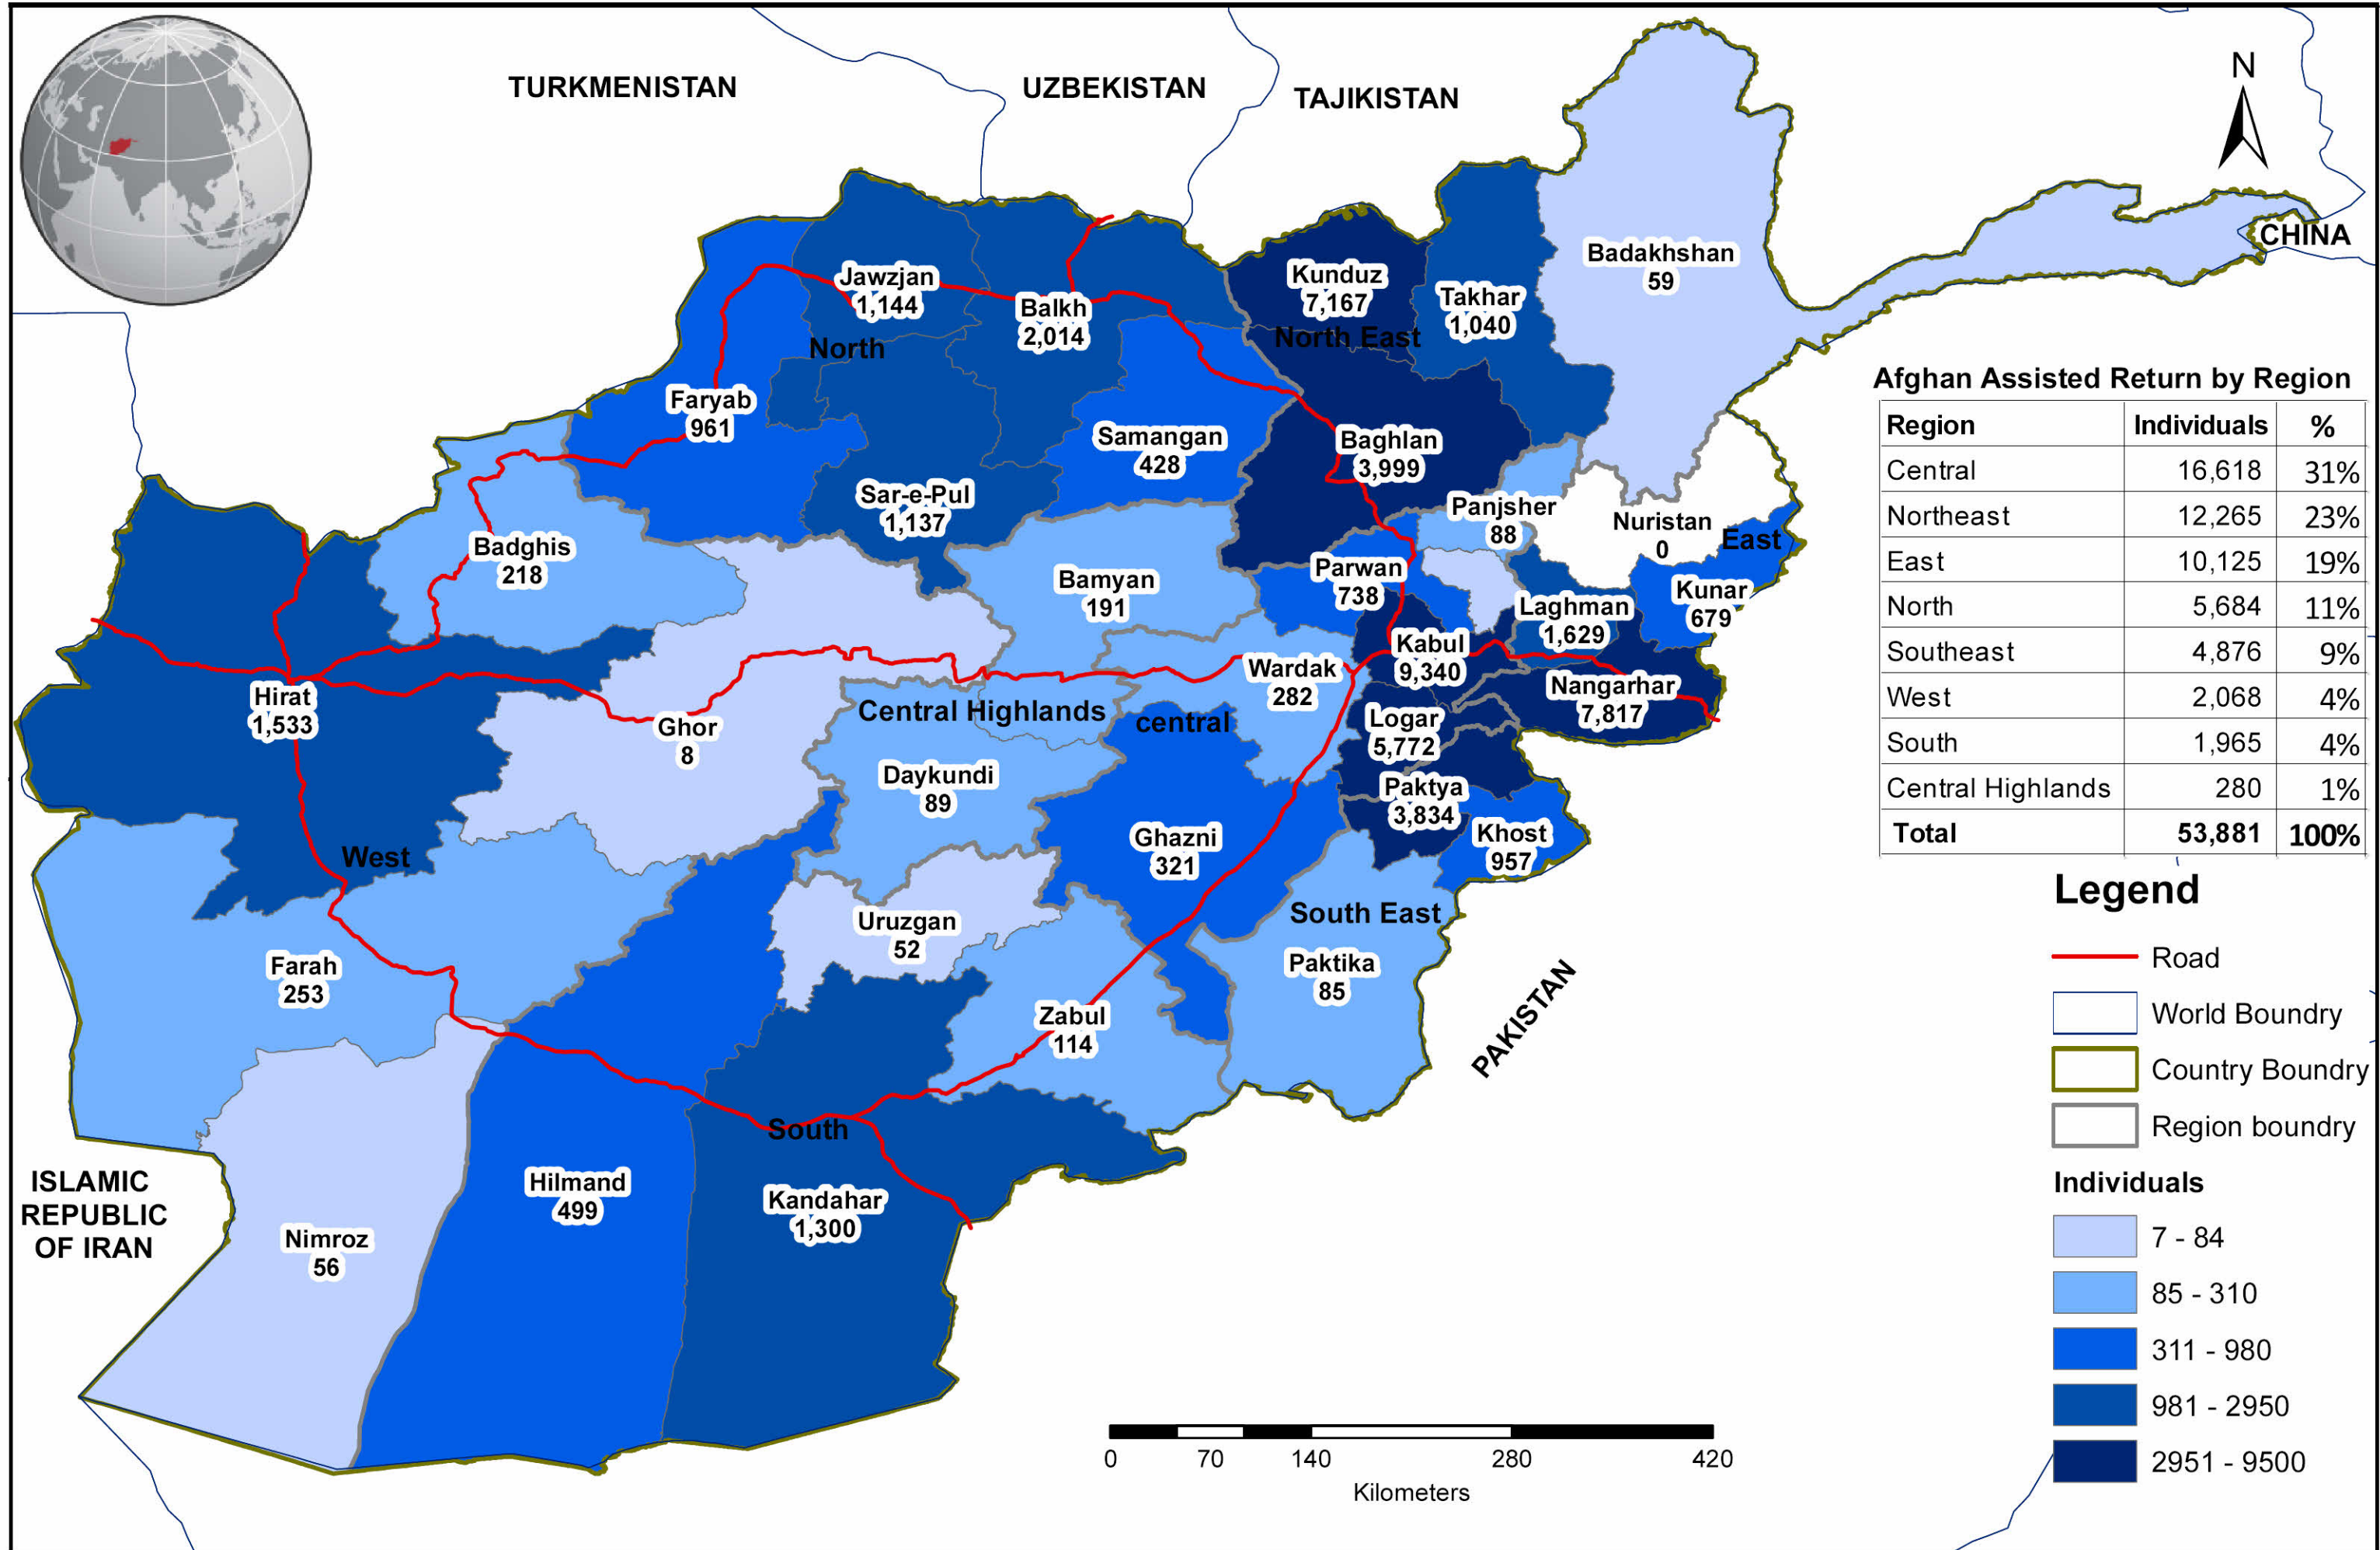 TURKMENISTAN
UZBEKISTAN
TAJIKISTAN
N
CHINA
Badakhshan
59
Kunduz
7,167
Takhar
1,040
North East
Jawzjan
1,144
Balkh
2,014
North
Faryab
961
Samangan
428
Baghlan
3,999
Sar-e-Pul
1,137
Panjsher
88
Nuristan
0
East
Badghis
218
Bamyan
191
Parwan
738
Kunar
679
Laghman
1,629
Kabul
9,340
Wardak
282
Nangarhar
7,817
Hirat
1,533
Ghor
8
Central Highlands
central
Logar
5,772
Daykundi
89
Paktya
3,834
Ghazni
321
Khost
957
West
Uruzgan
52
South East
Farah
253
Paktika
85
Zabul
114
PAKISTAN
South
ISLAMIC
REPUBLIC
OF IRAN
Hilmand
499
Kandahar
1,300
Nimroz
56
Afghan Assisted Return by Region
Region Individuals %
Central 16,618 31%
Northeast 12,265 23%
East 10,125 19%
North 5,684 11%
Southeast 4,876 9%
West 2,068 4%
South 1,965 4%
Central Highlands 280 1%
Total 53,881 100%
Legend
Road
World Boundry
Country Boundry
Region boundry
Individuals
7 - 84
85 - 310
311 - 980
981 - 2950
2951 - 9500
0 70 140 280 420
Kilometers